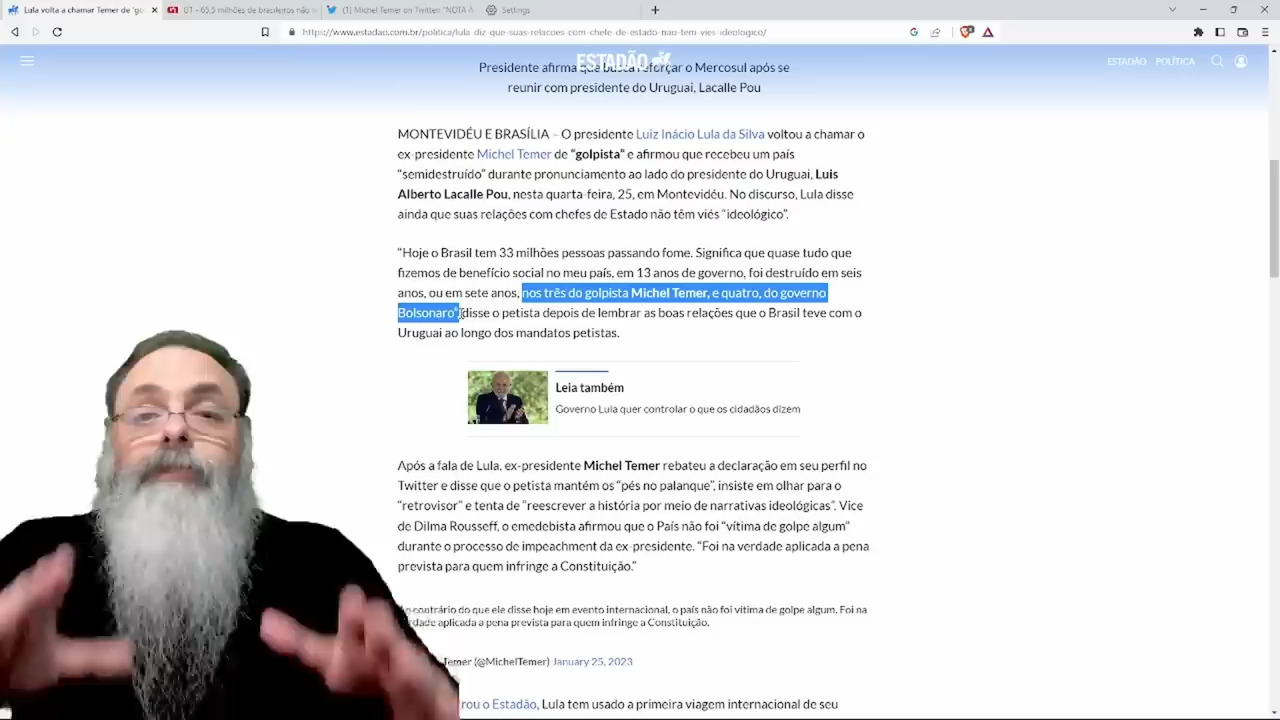 Lula volta a chamar Temer de 'go
G1 - 65,5 milhões de brasileiros não
(1) Michel Temer on Twitter: "NOTA
Settings
https://www.estadao.com.br/politica/lula-diz-que-suas-relacoes-com-chefe-de-estado-nao-tem-vies-ideologico/
ESTADÃO
ESTADÃO POLÍTICA
Presidente afirma que busca reforçar o Mercosul após se
reunir com presidente do Uruguai, Lacalle Pou
MONTEVIDÉU E BRASÍLIA – O presidente Luiz Inácio Lula da Silva voltou a chamar o
ex-presidente Michel Temer de “golpista” e afirmou que recebeu um país
“semidestruído” durante pronunciamento ao lado do presidente do Uruguai, Luis
Alberto Lacalle Pou, nesta quarta-feira, 25, em Montevidéu. No discurso, Lula disse
ainda que suas relações com chefes de Estado não têm viés “ideológico”.
“Hoje o Brasil tem 33 milhões pessoas passando fome. Significa que quase tudo que
fizemos de benefício social no meu país, em 13 anos de governo, foi destruído em seis
anos, ou em sete anos, nos três do golpista Michel Temer, e quatro, do governo
Bolsonaro”, disse o petista depois de lembrar as boas relações que o Brasil teve com o
Uruguai ao longo dos mandatos petistas.
Leia também
Governo Lula quer controlar o que os cidadãos dizem
Após a fala de Lula, ex-presidente Michel Temer rebateu a declaração em seu perfil no
Twitter e disse que o petista mantém os “pés no palanque”, insiste em olhar para o
“retrovisor” e tenta de “reescrever a história por meio de narrativas ideológicas”. Vice
de Dilma Rousseff, o emedebista afirmou que o País não foi “vítima de golpe algum”
durante o processo de impeachment da ex-presidente. “Foi na verdade aplicada a pena
prevista para quem infringe a Constituição.”
contrário do que ele disse hoje em evento internacional, o país não foi vítima de golpe algum. Foi na
rdade aplicada a pena prevista para quem infringe a Constituição.
Temer (@MichelTemer) January 25, 2023
rou o Estadão, Lula tem usado a primeira viagem internacional de seu